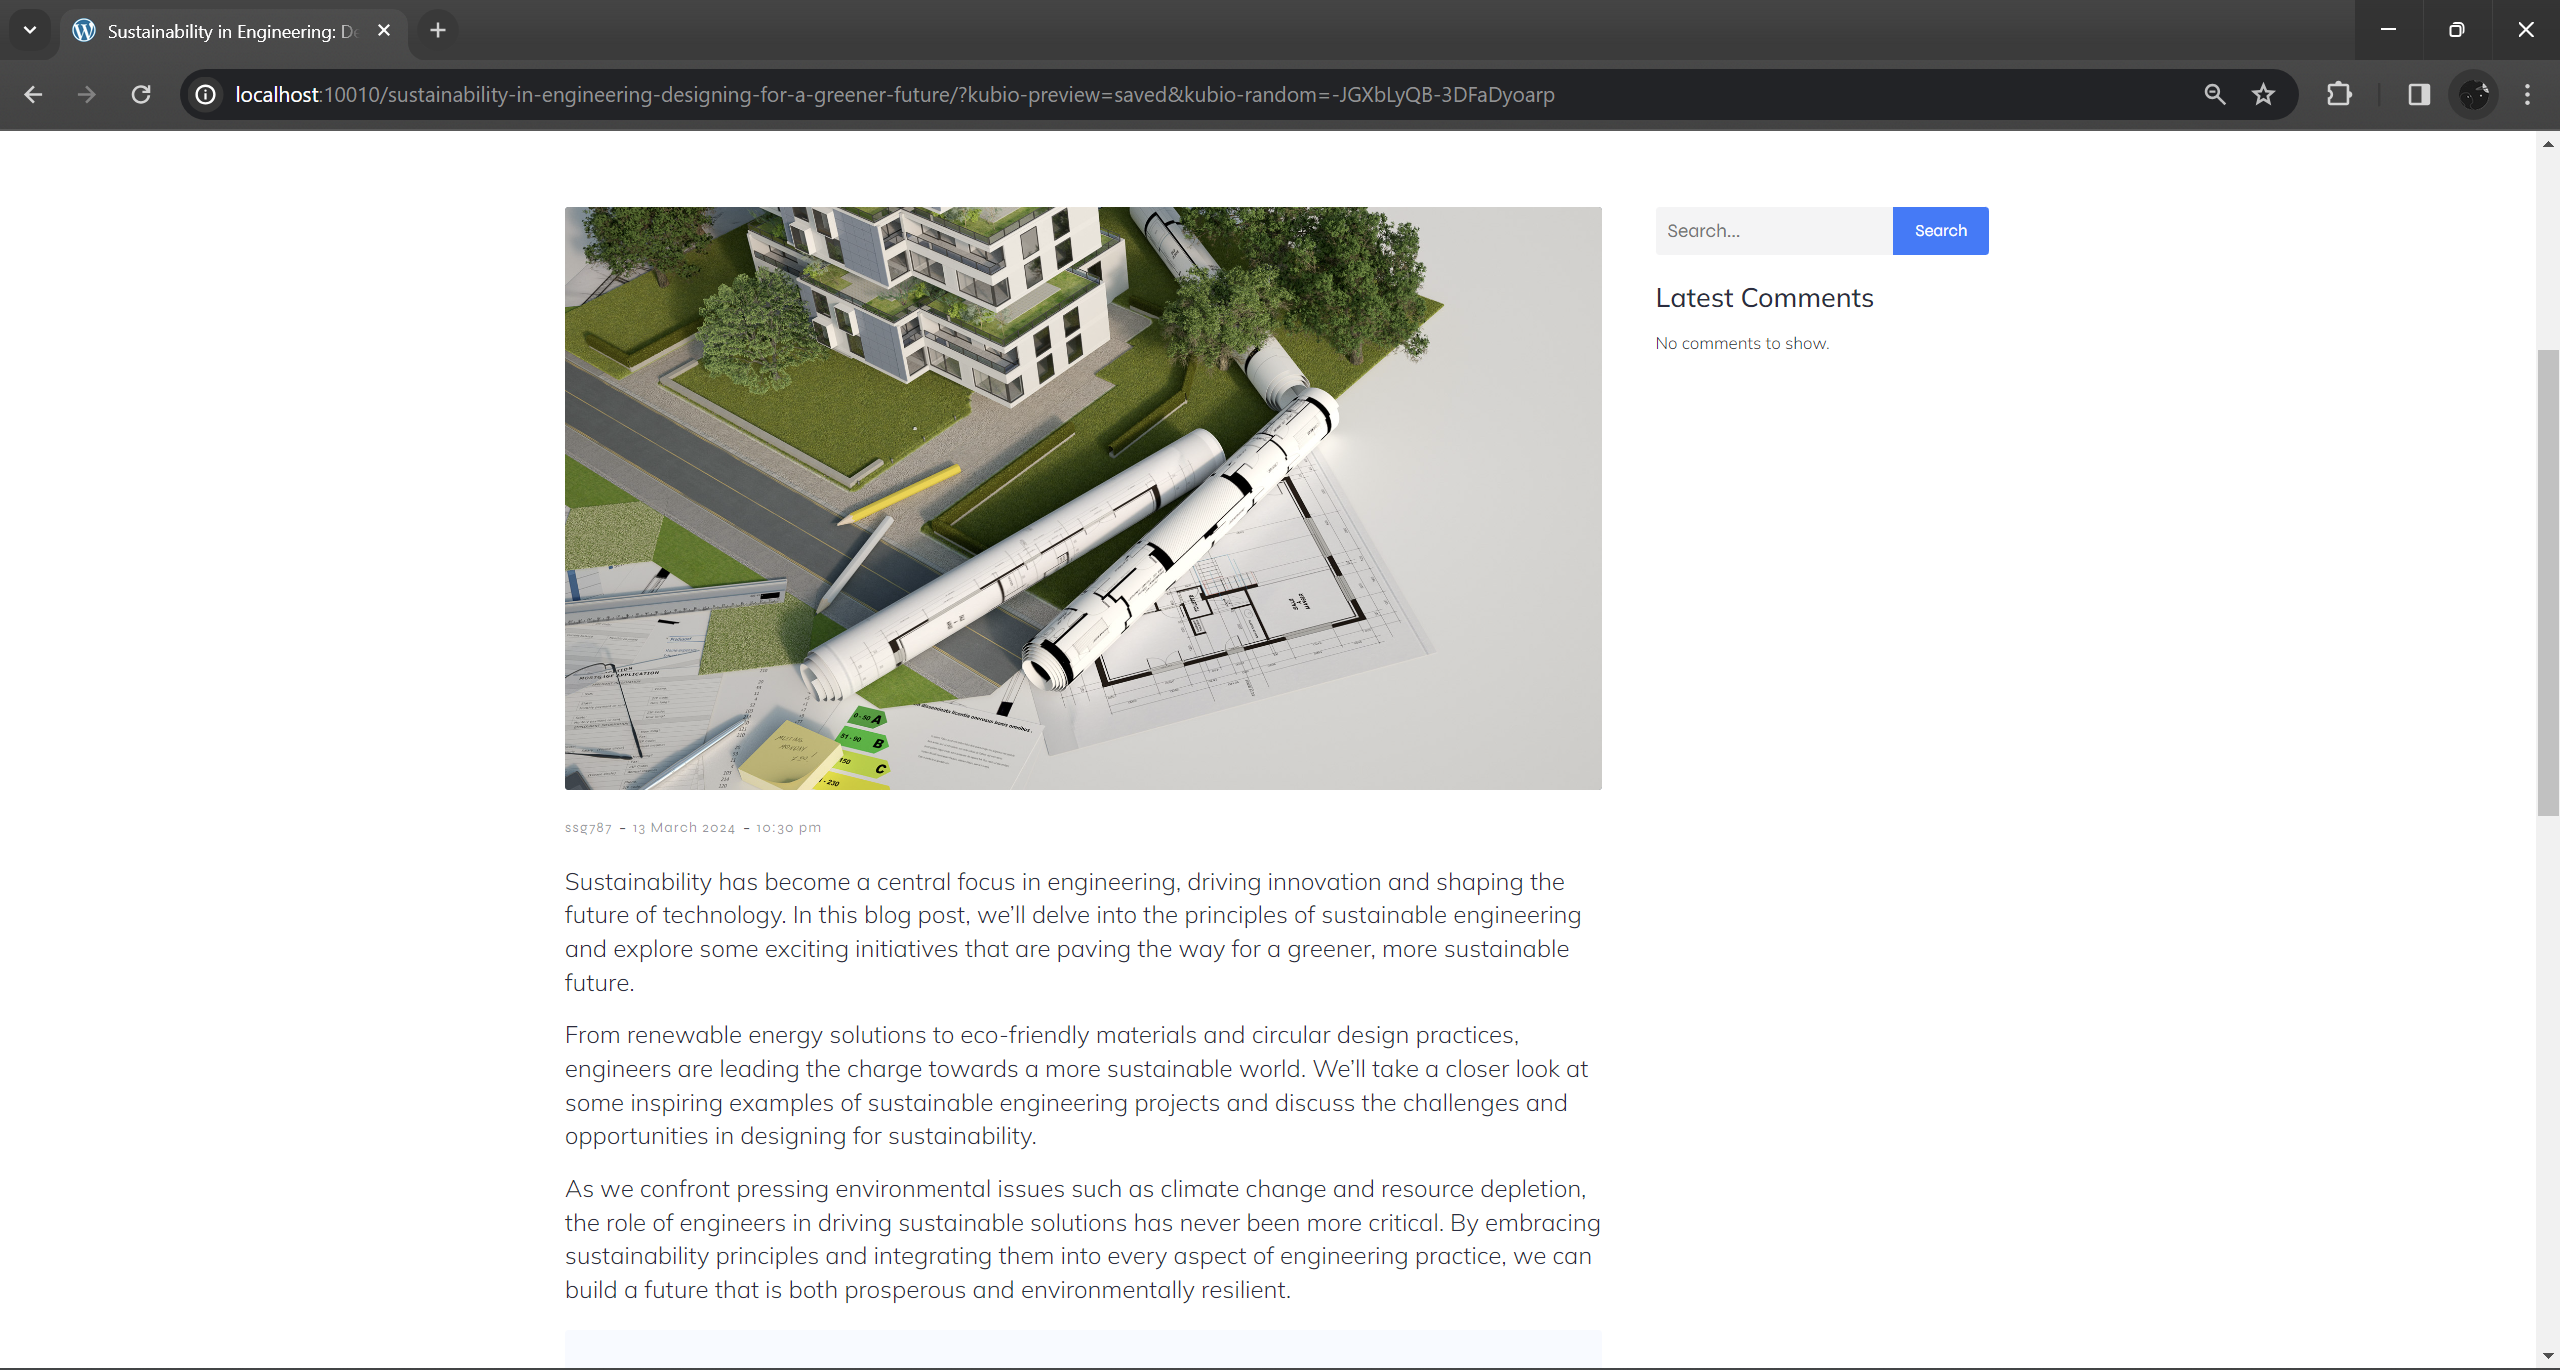 Sustainability in Engineering: De
localhost:10010/sustainability-in-engineering-designing-for-a-greener-future/?kubio-preview=saved&kubio-random=-JGXbLyQB-3DFaDyoarp
Search...
Search
Latest Comments
No comments to show.
MORTGAGE APPLICATION
0-50 A
51-90 B
150 C
- 230
ssg787 - 13 March 2024 - 10:30 pm
Sustainability has become a central focus in engineering, driving innovation and shaping the
future of technology. In this blog post, we’ll delve into the principles of sustainable engineering
and explore some exciting initiatives that are paving the way for a greener, more sustainable
future.
From renewable energy solutions to eco-friendly materials and circular design practices,
engineers are leading the charge towards a more sustainable world. We’ll take a closer look at
some inspiring examples of sustainable engineering projects and discuss the challenges and
opportunities in designing for sustainability.
As we confront pressing environmental issues such as climate change and resource depletion,
the role of engineers in driving sustainable solutions has never been more critical. By embracing
sustainability principles and integrating them into every aspect of engineering practice, we can
build a future that is both prosperous and environmentally resilient.